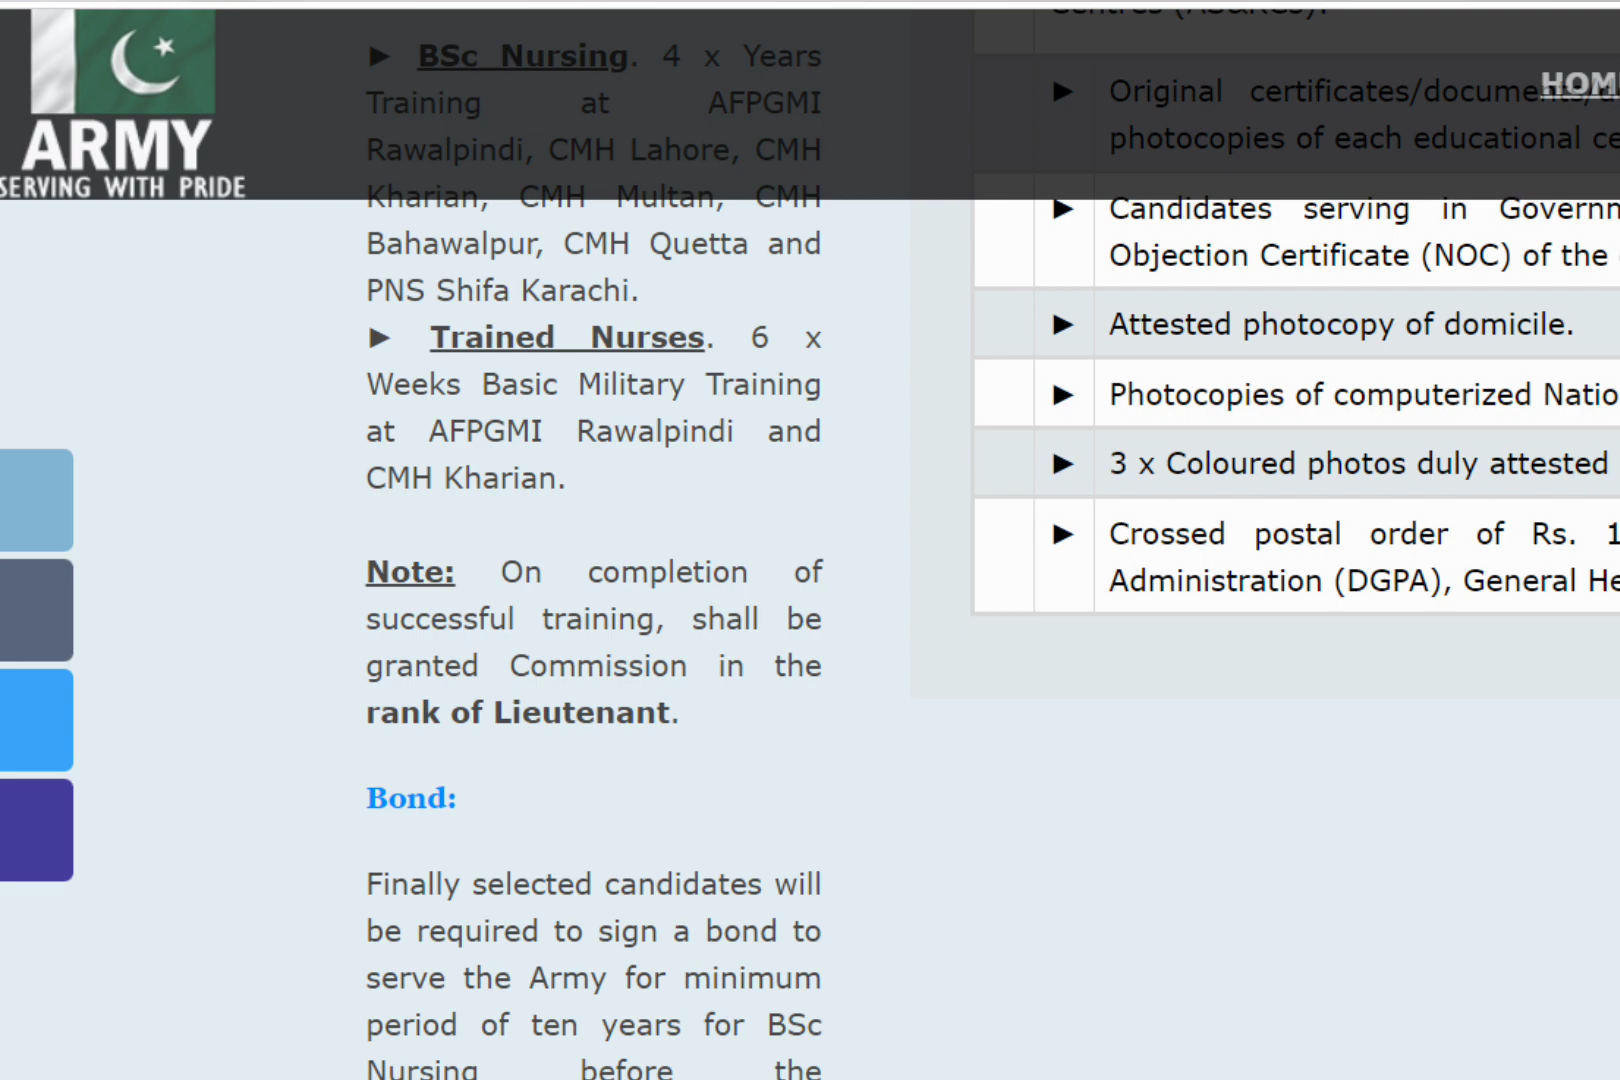 ARMY
SERVING WITH PRIDE
HOM
► BSc Nursing. 4 x Years
Training at AFPGMI
Rawalpindi, CMH Lahore, CMH
Kharian, CMH Multan, CMH
Bahawalpur, CMH Quetta and
PNS Shifa Karachi.
► Trained Nurses. 6 x
Weeks Basic Military Training
at AFPGMI Rawalpindi and
CMH Kharian.
Note: On completion of
successful training, shall be
granted Commission in the
rank of Lieutenant.
Bond:
Finally selected candidates will
be required to sign a bond to
serve the Army for minimum
period of ten years for BSc
Nursing before the
► Original
photocopies of each educational ce
► Candidates serving in Governm
Objection Certificate (NOC) of the
► Attested photocopy of domicile.
► Photocopies of computerized Natio
► 3 x Coloured photos duly attested
► Crossed postal order of Rs. 1
Administration (DGPA), General He